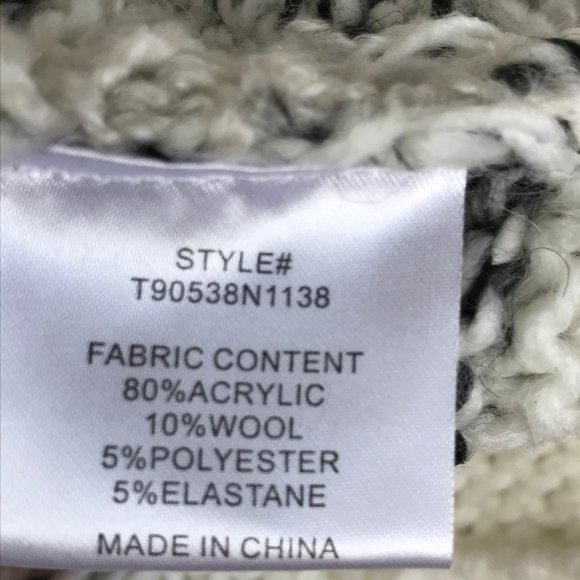 STYLE#
T90538N1138
FABRIC CONTENT
80%ACRYLIC
10%WOOL
5%POLYESTER
5%ELASTANE
MADE IN CHINA